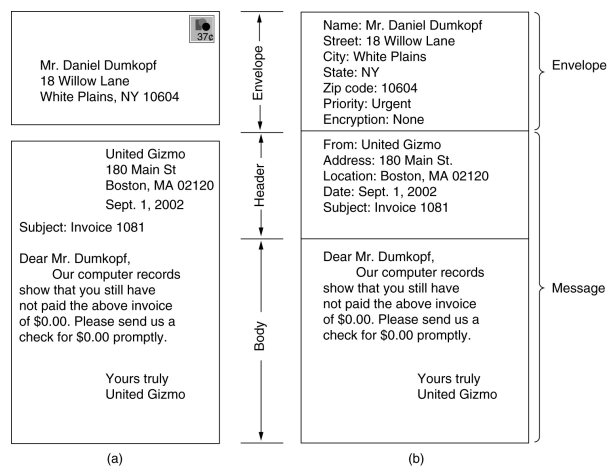 37¢
Mr. Daniel Dumkopf
18 Willow Lane
White Plains, NY 10604
United Gizmo
180 Main St
Boston, MA 02120
Sept. 1, 2002
Subject: Invoice 1081
Dear Mr. Dumkopf,
Our computer records
show that you still have
not paid the above invoice
of $0.00. Please send us a
check for $0.00 promptly.
Yours truly
United Gizmo
(a)
Envelope
Header
Body
Name: Mr. Daniel Dumkopf
Street: 18 Willow Lane
City: White Plains
State: NY
Zip code: 10604
Priority: Urgent
Encryption: None
From: United Gizmo
Address: 180 Main St.
Location: Boston, MA 02120
Date: Sept. 1, 2002
Subject: Invoice 1081
Dear Mr. Dumkopf,
Our computer records
show that you still have
not paid the above invoice
of $0.00. Please send us a
check for $0.00 promptly.
Yours truly
United Gizmo
(b)
Envelope
Message